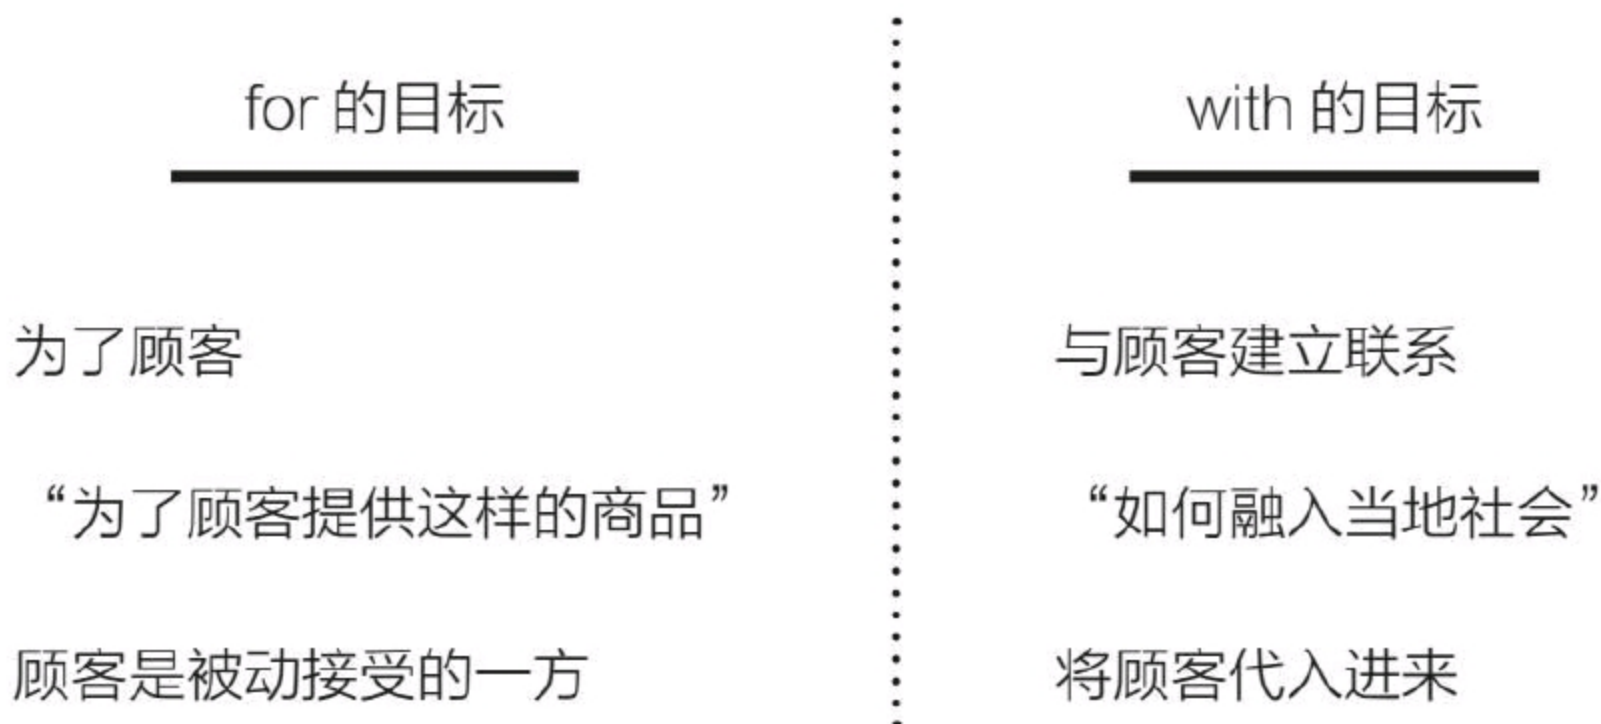 for 的目标
为了顾客
“为了顾客提供这样的商品”
顾客是被动接受的一方
with 的目标
与顾客建立联系
“如何融入当地社会”
将顾客代入进来